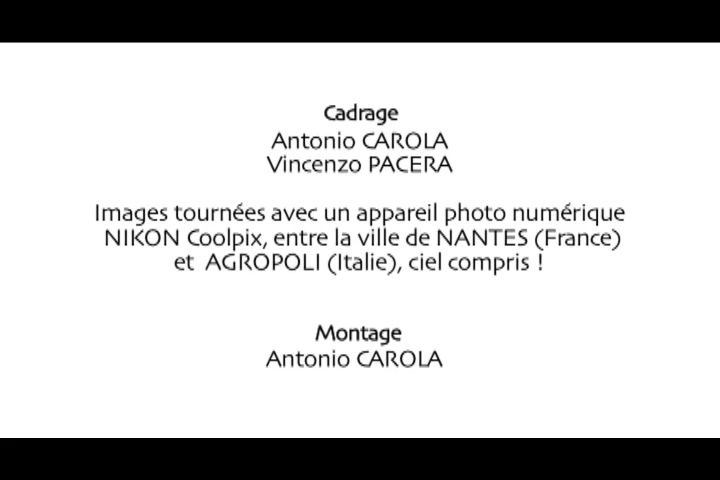 Cadrage
Antonio CAROLA
Vincenzo PACERA
Images tournées avec un appareil photo numérique
NIKON Coolpix, entre la ville de NANTES (France)
et AGROPOLI (Italie), ciel compris !
Montage
Antonio CAROLA